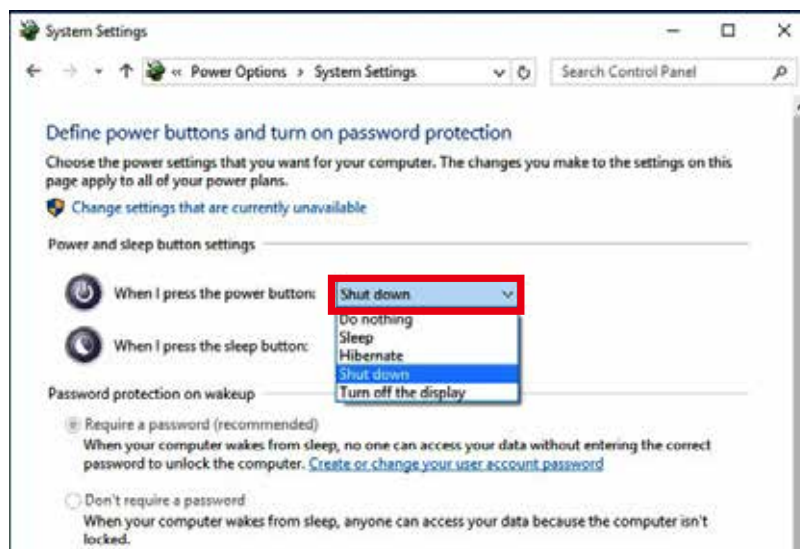 System Settings
« Power Options › System Settings
Search Control Panel
Define power buttons and turn on password protection
Choose the power settings that you want for your computer. The changes you make to the settings on this
page apply to all of your power plans.
Change settings that are currently unavailable
Power and sleep button settings
When I press the power button:
Shut down
Do nothing
Sleep
When I press the sleep button:
Hibernate
Shut down
Turn off the display
Password protection on wakeup
Require a password (recommended)
When your computer wakes from sleep, no one can access your data without entering the correct
password to unlock the computer. Create or change your user account password
Don't require a password
When your computer wakes from sleep, anyone can access your data because the computer isn't
locked.